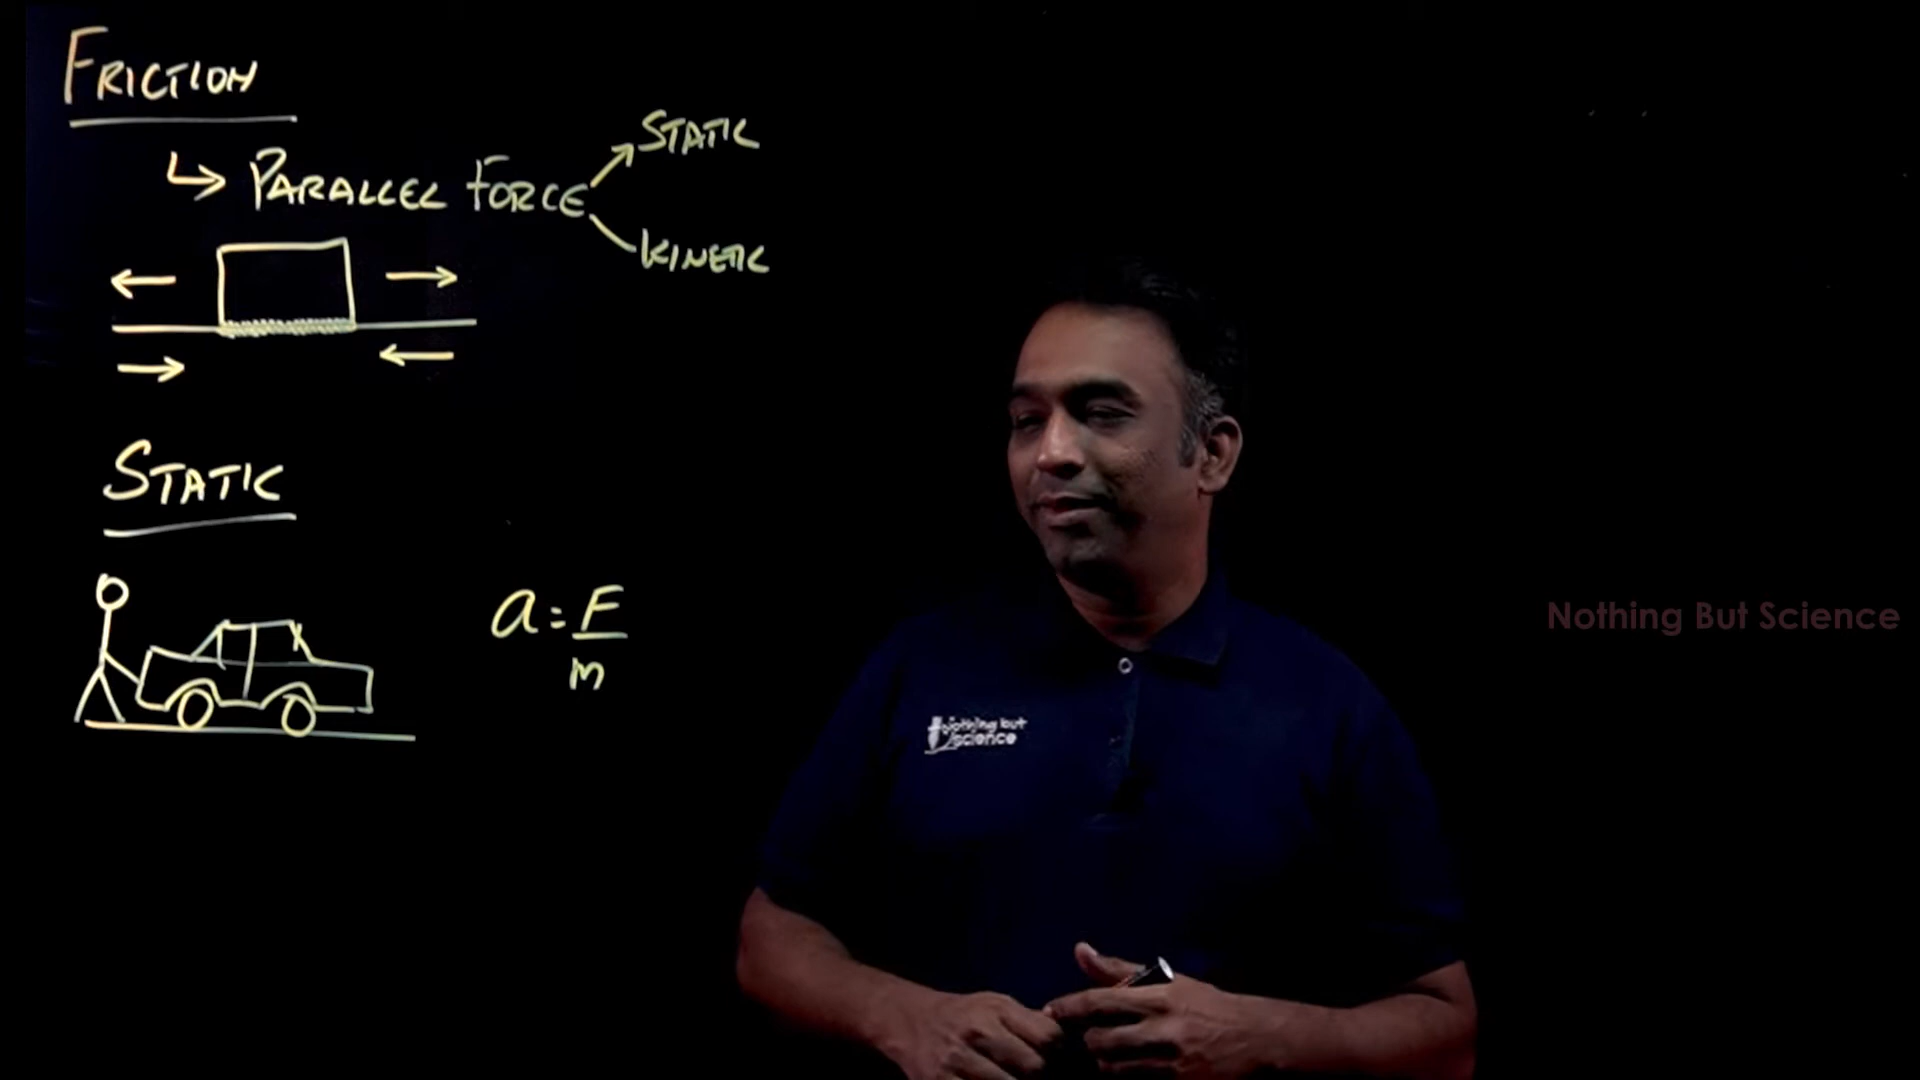 FRICTION
↳ PARALLEL FORCE
STATIC
KINETIC
STATIC
a = F/m
Nothing but
science
Nothing But Science